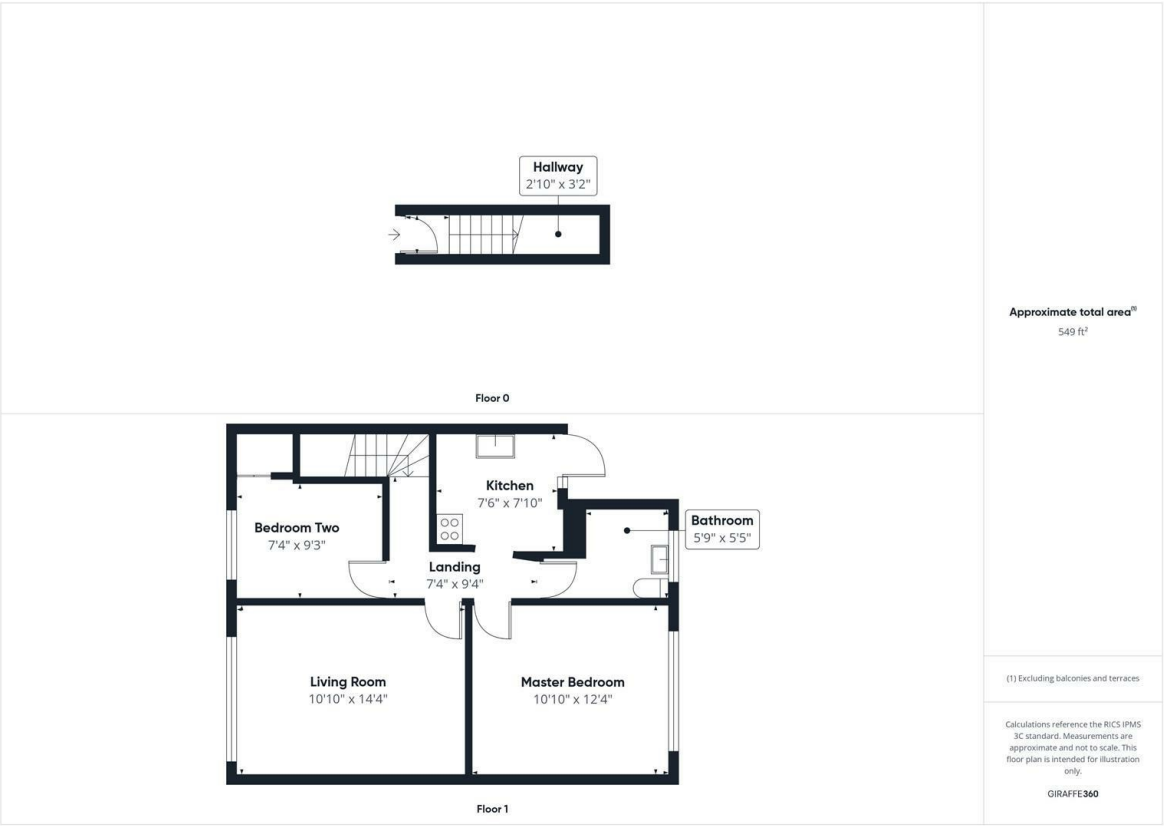 Hallway
2'10" x 3'2"
Floor 0
Approximate total area(1)
549 ft²
Kitchen
7'6" x 7'10"
Bedroom Two
7'4" x 9'3"
Bathroom
5'9" x 5'5"
Landing
7'4" x 9'4"
Living Room
10'10" x 14'4"
Master Bedroom
10'10" x 12'4"
Floor 1
(1) Excluding balconies and terraces
Calculations reference the RICS IPMS
3C standard. Measurements are
approximate and not to scale. This
floor plan is intended for illustration
only.
GIRAFFE360